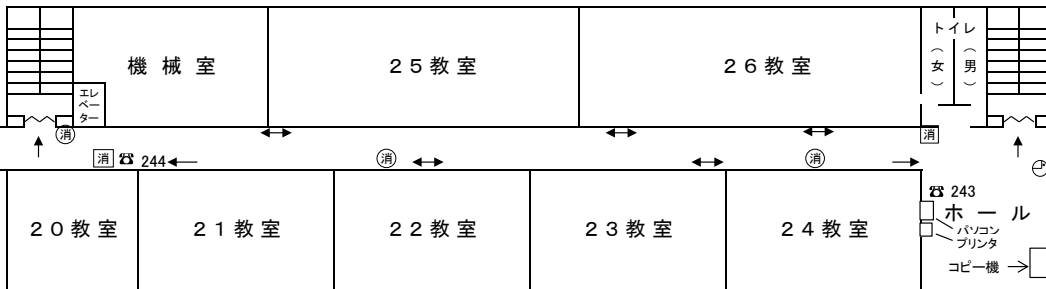 機械室
２５教室
２６教室
トイレ
（女）
（男）
エレ
ベー
ター
消
消
消 ☎ 244
消
消
☎ 243
２０教室
２１教室
２２教室
２３教室
２４教室
ホール
パソコン
プリンタ
コピー機